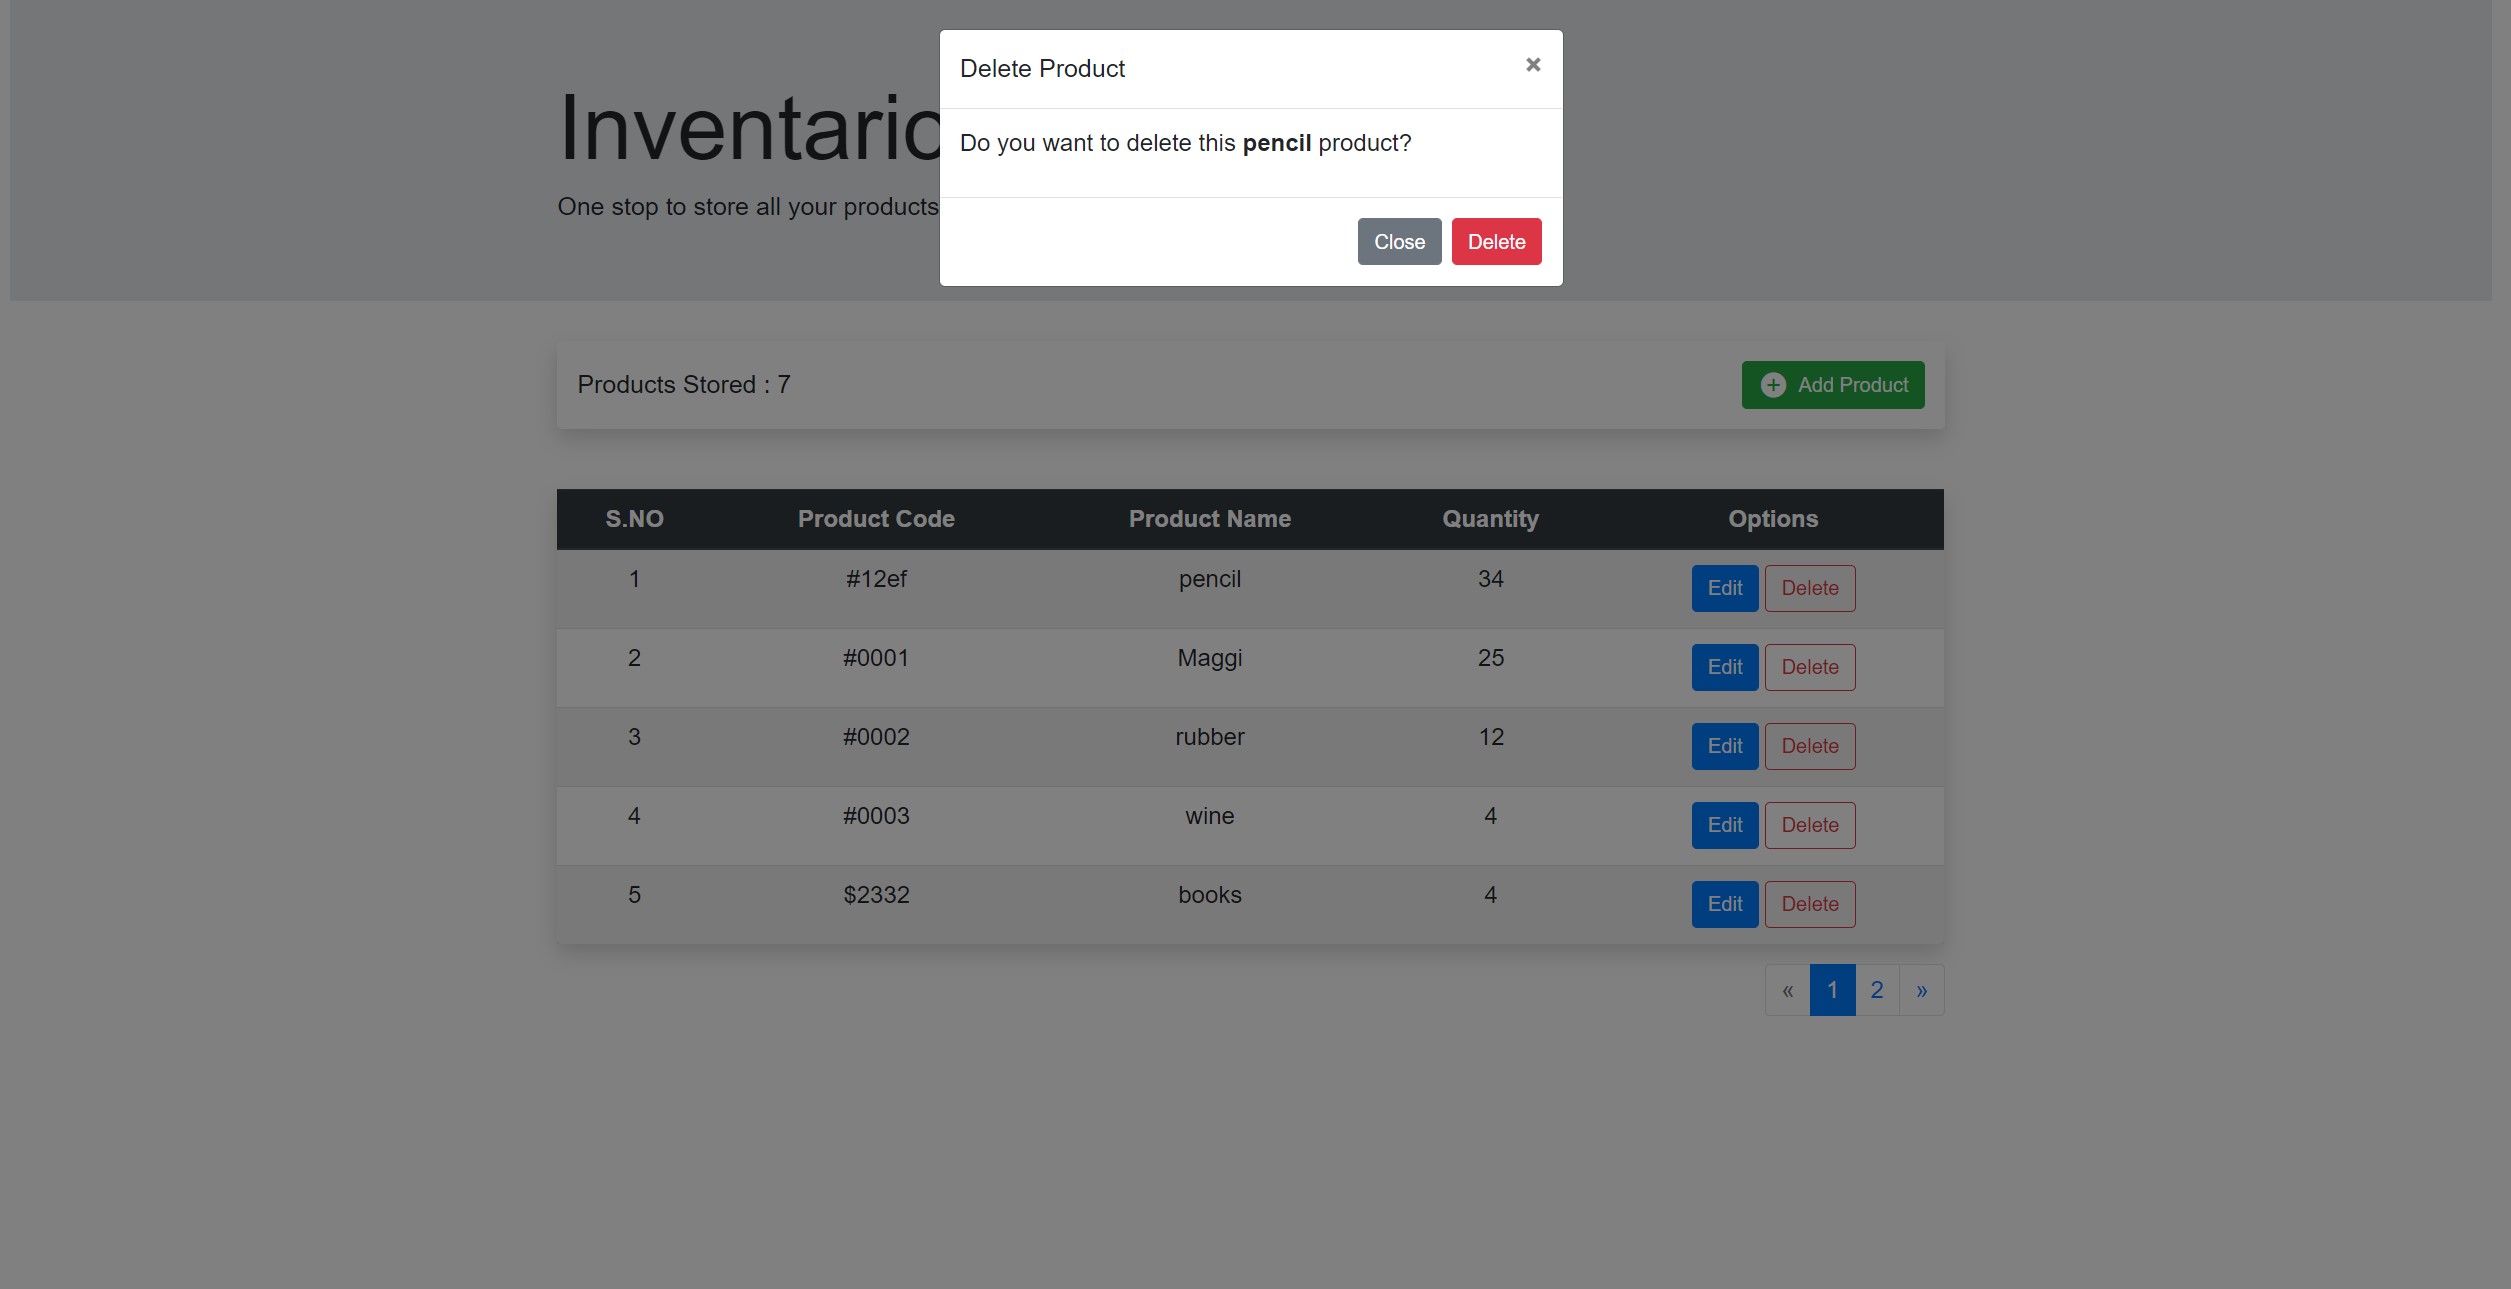 Delete Product ×
Do you want to delete this pencil product?
Close Delete
Inventario
One stop to store all your products
Products Stored : 7 Add Product
S.NO Product Code Product Name Quantity Options
1 #12ef pencil 34 Edit Delete
2 #0001 Maggi 25 Edit Delete
3 #0002 rubber 12 Edit Delete
4 #0003 wine 4 Edit Delete
5 $2332 books 4 Edit Delete
« 1 2 »